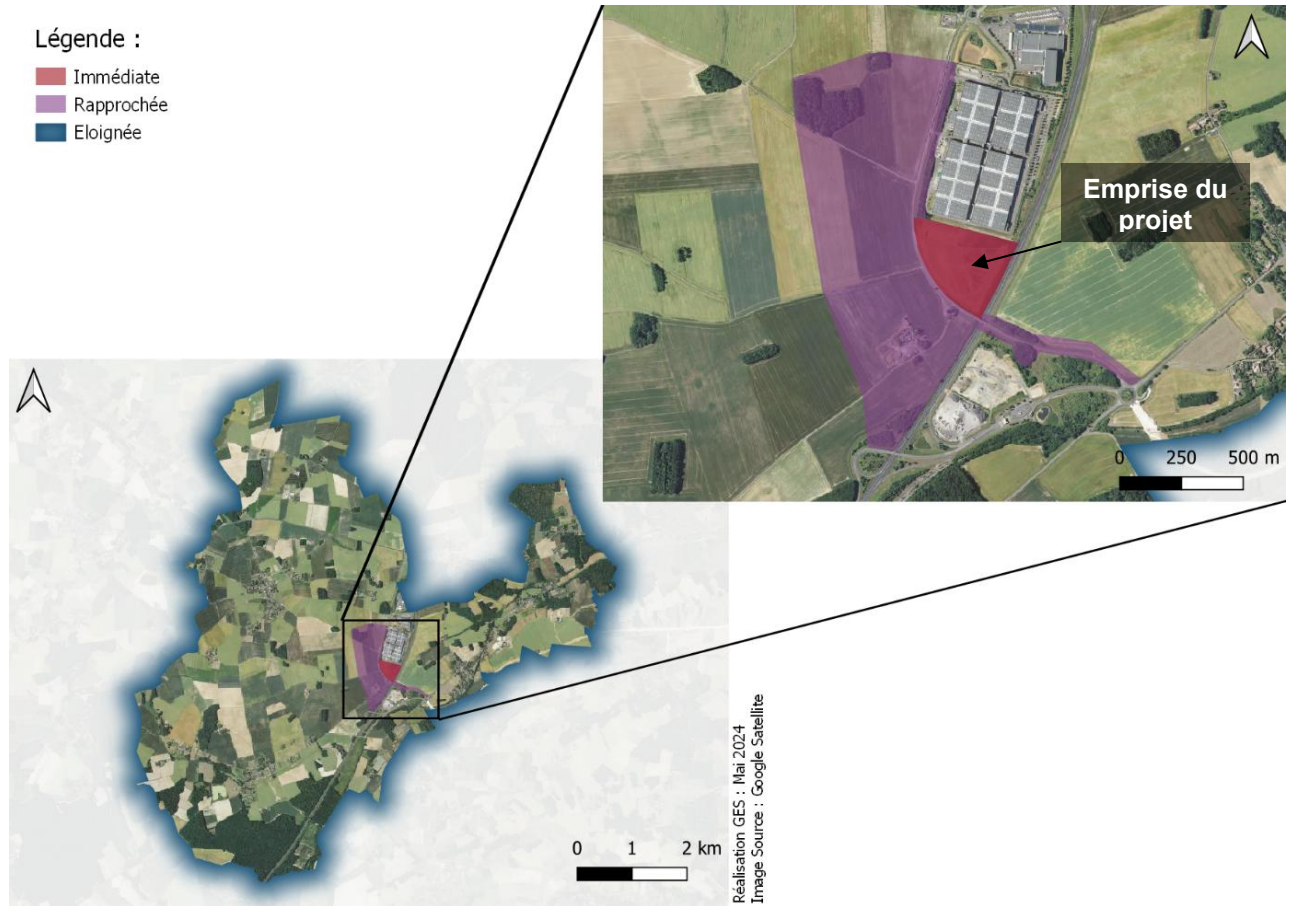 Légende :
Immédiate
Rapprochée
Eloignée
Emprise du
projet
0 250 500 m
0 1 2 km
Réalisation GES : Mai 2024
Image Source : Google Satellite